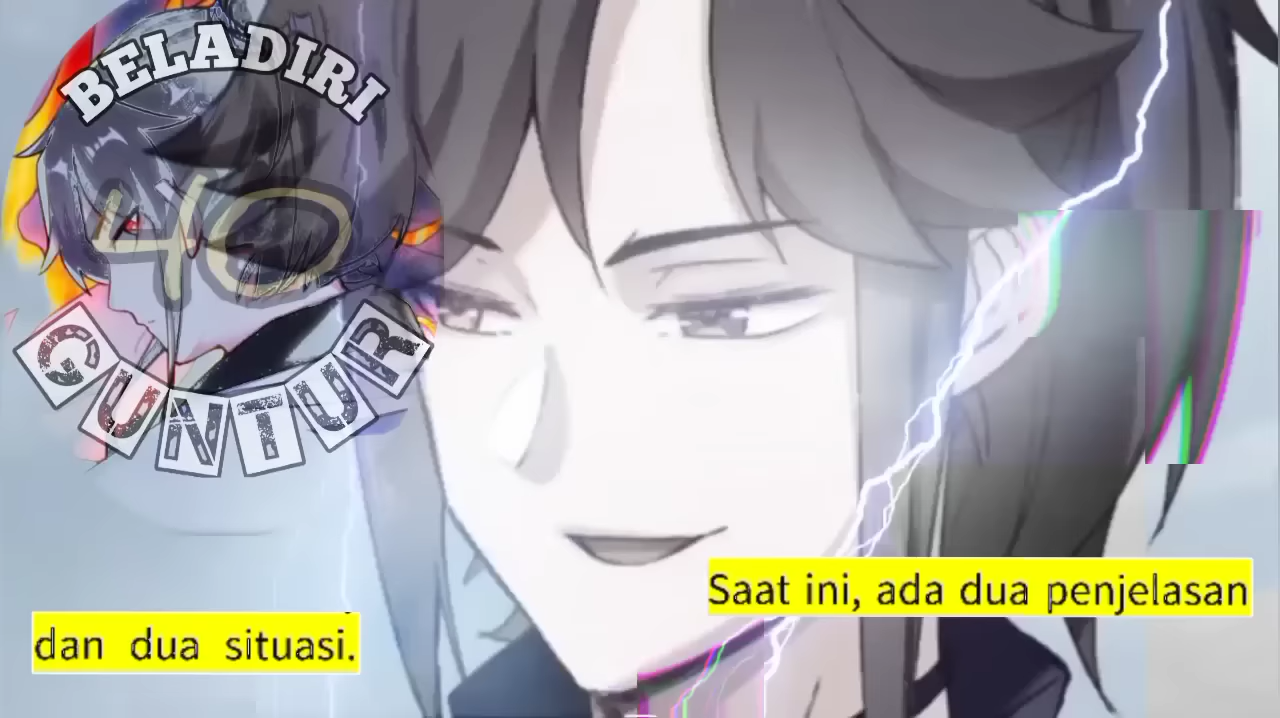 BELADIRI
40
GUNTUR
Saat ini, ada dua penjelasan
dan dua situasi.